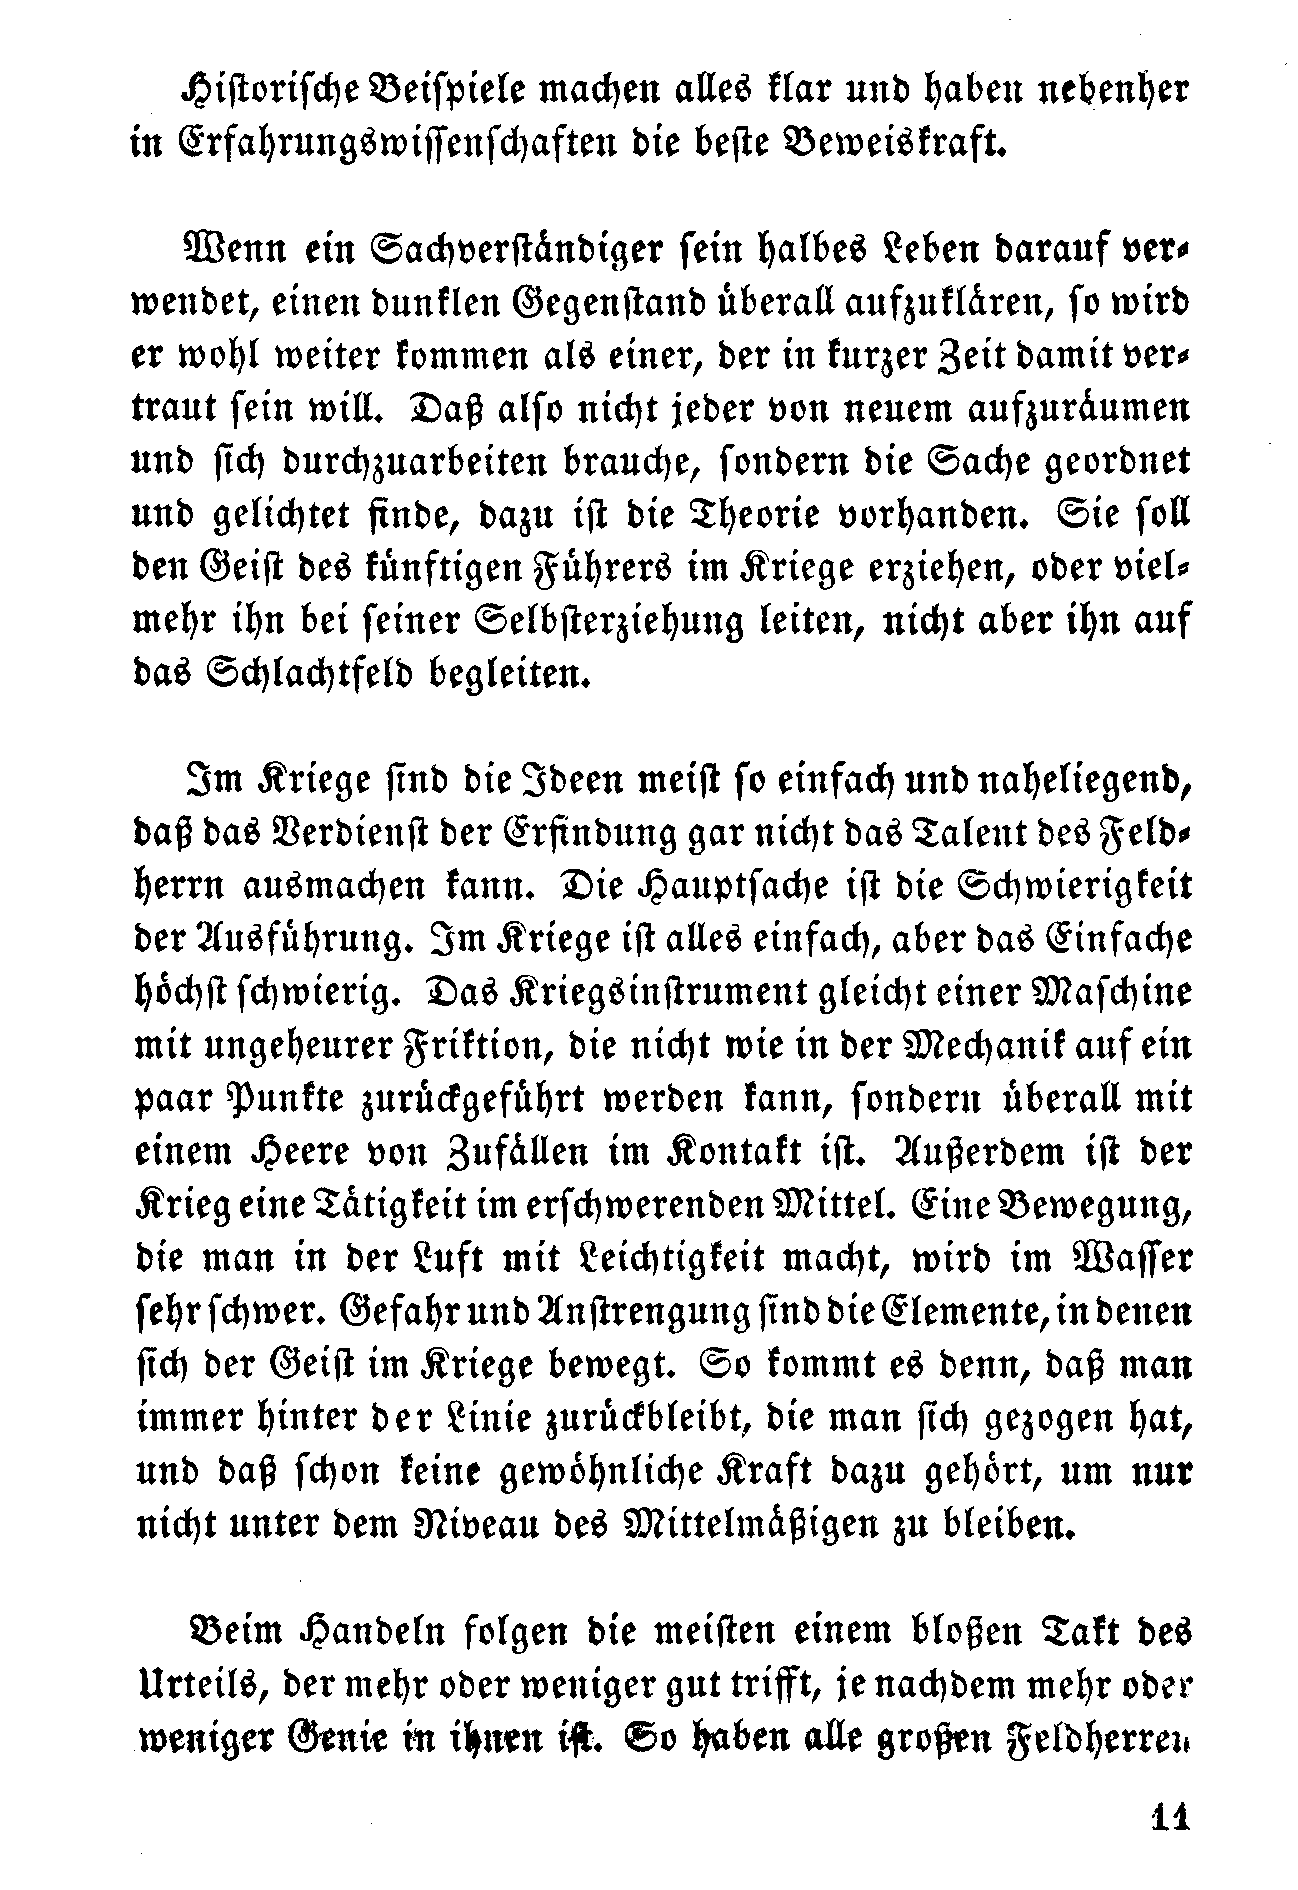 Historische Beispiele machen alles klar und haben nebenher
in Erfahrungswissenschaften die beste Beweiskraft.
Wenn ein Sachverständiger sein halbes Leben darauf ver-
wendet, einen dunklen Gegenstand überall aufzuklären, so wird
er wohl weiter kommen als einer, der in kurzer Zeit damit ver-
traut sein will. Daß also nicht jeder von neuem aufzuräumen
und sich durchzuarbeiten brauche, sondern die Sache geordnet
und gelichtet finde, dazu ist die Theorie vorhanden. Sie soll
den Geist des künftigen Führers im Kriege erziehen, oder viel-
mehr ihn bei seiner Selbsterziehung leiten, nicht aber ihn auf
das Schlachtfeld begleiten.
Im Kriege sind die Ideen meist so einfach und naheliegend,
daß das Verdienst der Erfindung gar nicht das Talent des Feld-
herrn ausmachen kann. Die Hauptsache ist die Schwierigkeit
der Ausführung. Im Kriege ist alles einfach, aber das Einfache
höchst schwierig. Das Kriegsinstrument gleicht einer Maschine
mit ungeheurer Friktion, die nicht wie in der Mechanik auf ein
paar Punkte zurückgeführt werden kann, sondern überall mit
einem Heere von Zufällen im Kontakt ist. Außerdem ist der
Krieg eine Tätigkeit im erschwerenden Mittel. Eine Bewegung,
die man in der Luft mit Leichtigkeit macht, wird im Wasser
sehr schwer. Gefahr und Anstrengung sind die Elemente, in denen
sich der Geist im Kriege bewegt. So kommt es denn, daß man
immer hinter der Linie zurückbleibt, die man sich gezogen hat,
und daß schon keine gewöhnliche Kraft dazu gehört, um nur
nicht unter dem Niveau des Mittelmäßigen zu bleiben.
Beim Handeln folgen die meisten einem bloßen Takt des
Urteils, der mehr oder weniger gut trifft, je nachdem mehr oder
weniger Genie in ihnen ist. So haben alle großen Feldherren
11